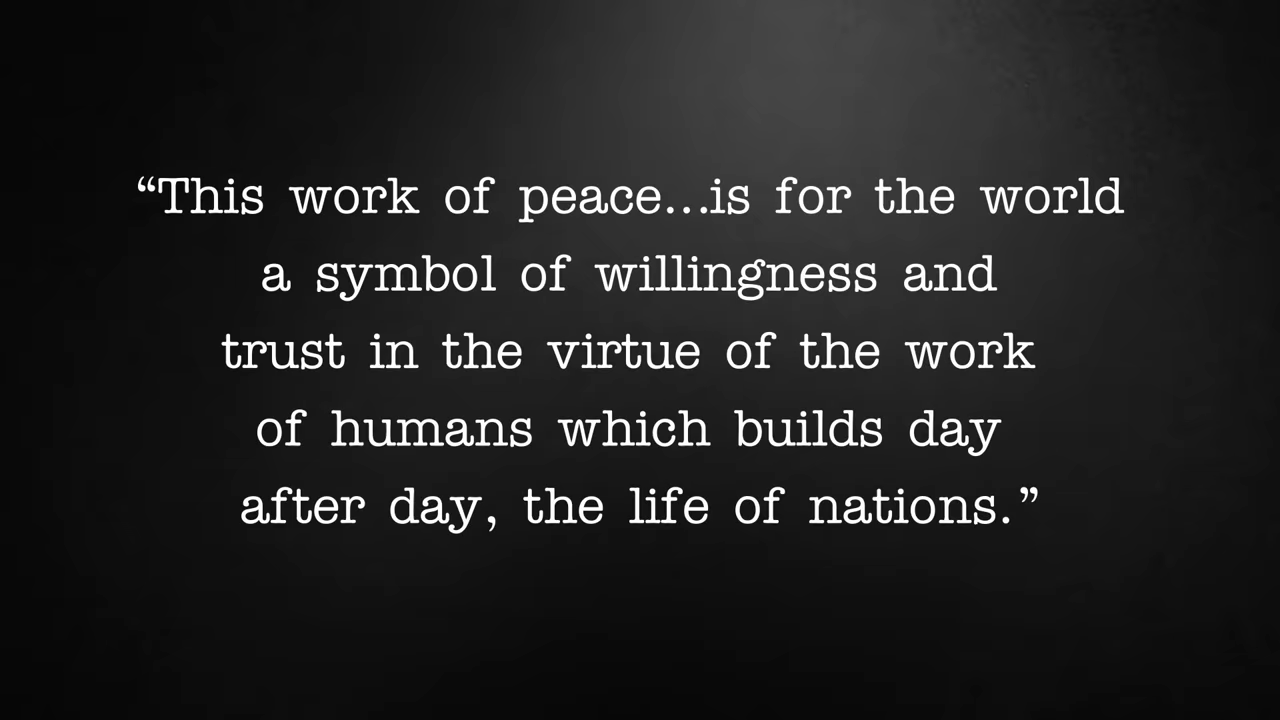 “This work of peace...is for the world
a symbol of willingness and
trust in the virtue of the work
of humans which builds day
after day, the life of nations.”